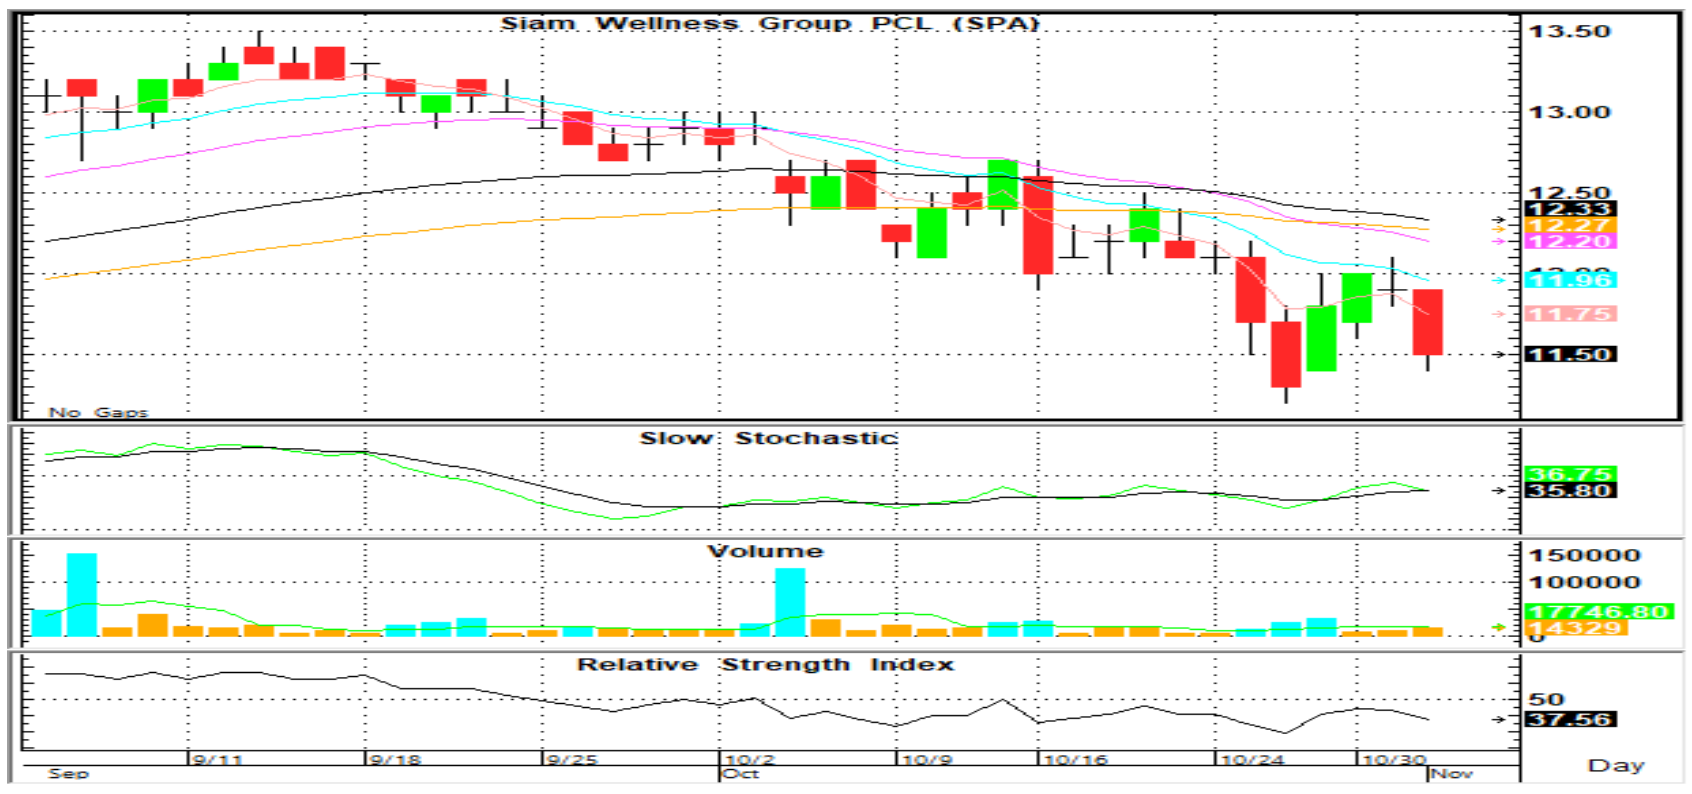 Siam Wellness Group PCL (SPA)
13.50
13.00
12.50
12.33
12.27
12.20
11.96
11.75
11.50
No Gaps
Slow Stochastic
36.75
35.80
Volume
150000
100000
17746.80
14329
0
Relative Strength Index
50
37.56
9/11 9/18 9/25 10/2 10/9 10/16 10/24 10/30
Sep Oct Nov
Day